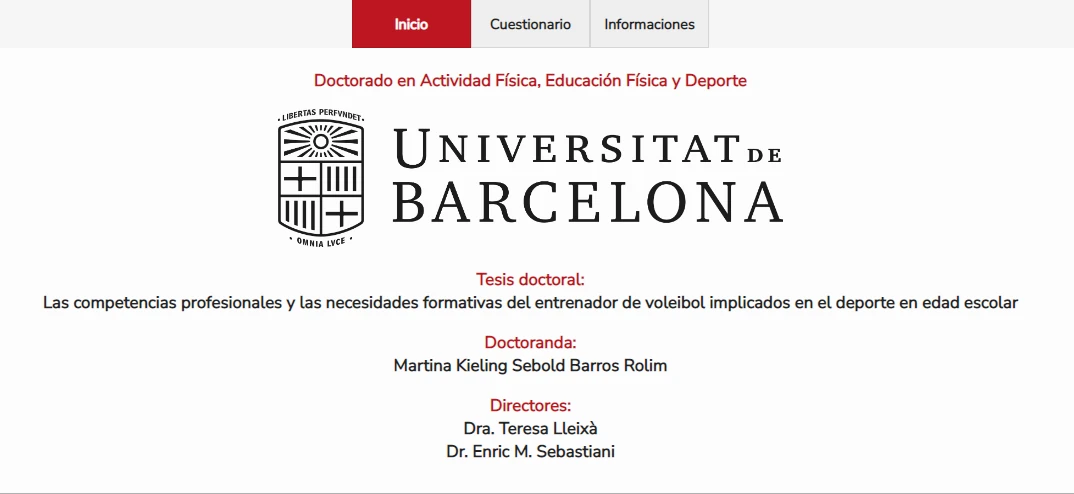 Inicio
Cuestionario
Informaciones
Doctorado en Actividad Física, Educación Física y Deporte
· LIBERTAS PERFVNDET ·
UNIVERSITAT DE
BARCELONA
· OMNIA LVCE ·
Tesis doctoral:
Las competencias profesionales y las necesidades formativas del entrenador de voleibol implicados en el deporte en edad escolar
Doctoranda:
Martina Kieling Sebold Barros Rolim
Directores:
Dra. Teresa Lleixà
Dr. Enric M. Sebastiani